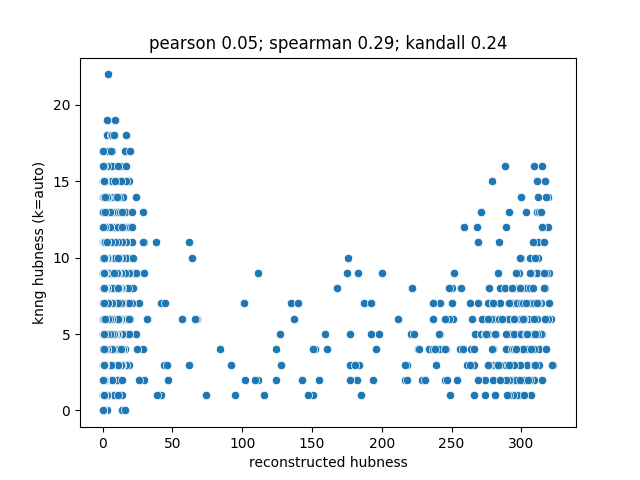 pearson 0.05; spearman 0.29; kandall 0.24
knng hubness (k=auto)
20
15
10
5
0
0 50 100 150 200 250 300
reconstructed hubness